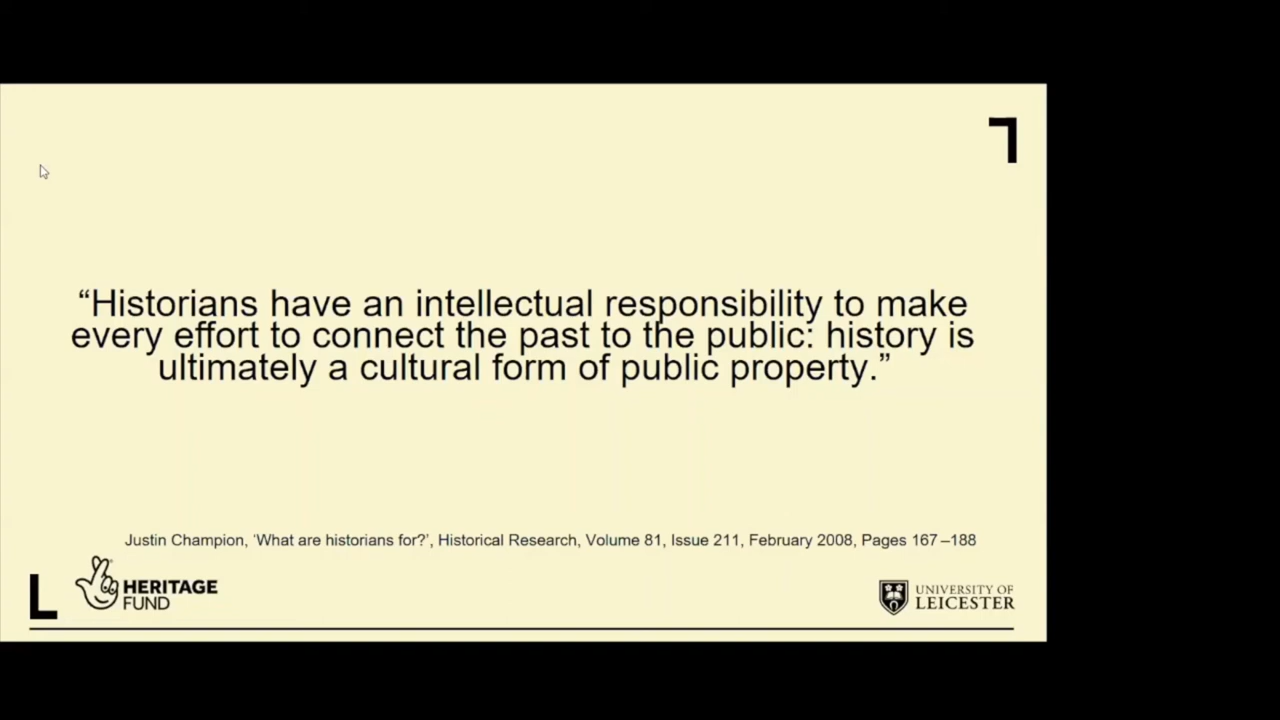 “Historians have an intellectual responsibility to make
every effort to connect the past to the public: history is
ultimately a cultural form of public property.”
Justin Champion, ‘What are historians for?’, Historical Research, Volume 81, Issue 211, February 2008, Pages 167–188
HERITAGE
FUND
UNIVERSITY OF
LEICESTER